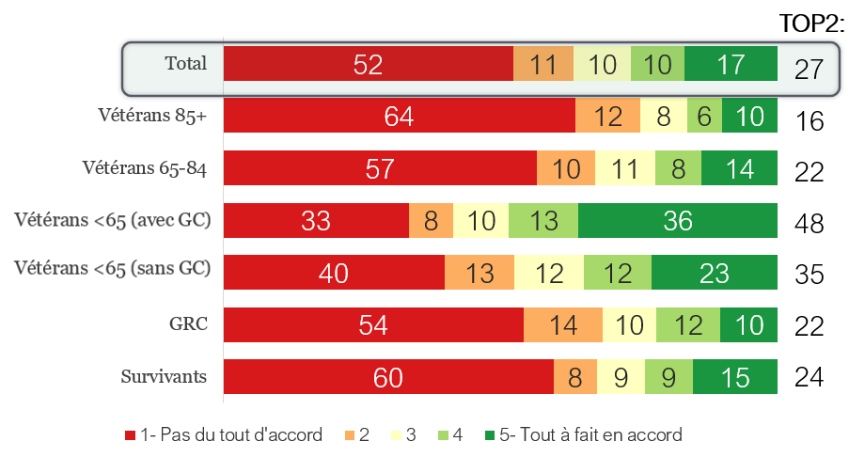 TOP2:
Total 52 11 10 10 17 27
Vétérans 85+ 64 12 8 6 10 16
Vétérans 65-84 57 10 11 8 14 22
Vétérans <65 (avec GC) 33 8 10 13 36 48
Vétérans <65 (sans GC) 40 13 12 12 23 35
GRC 54 14 10 12 10 22
Survivants 60 8 9 9 15 24
1- Pas du tout d'accord 2 3 4 5- Tout à fait en accord